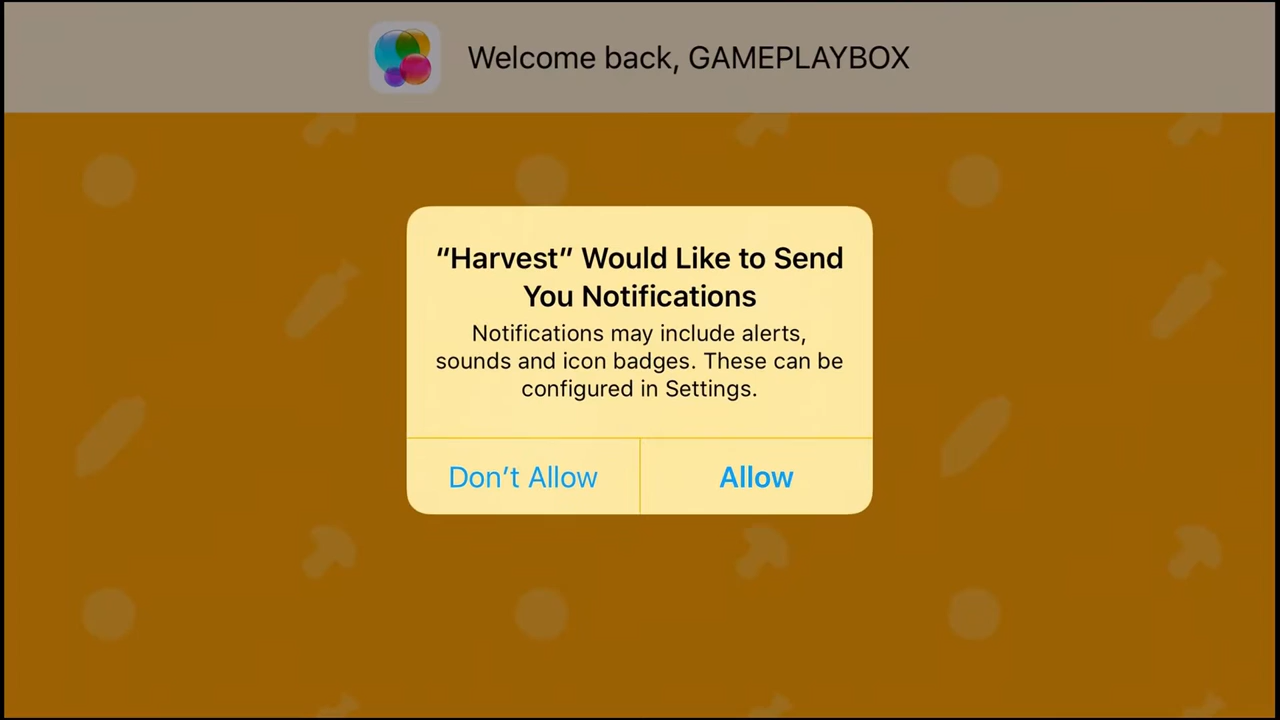 Welcome back, GAMEPLAYBOX
“Harvest” Would Like to Send
You Notifications
Notifications may include alerts,
sounds and icon badges. These can be
configured in Settings.
Don’t Allow
Allow